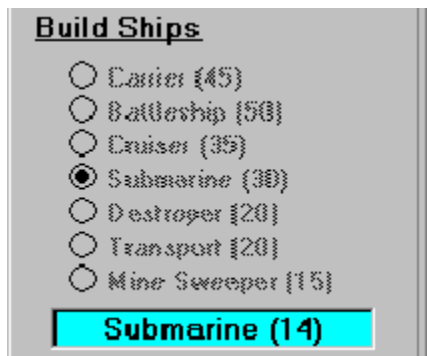 Build Ships
Carrier (45)
Battleship (50)
Cruiser (35)
Submarine (30)
Destroyer (20)
Transport (20)
Mine Sweeper (15)
Submarine (14)